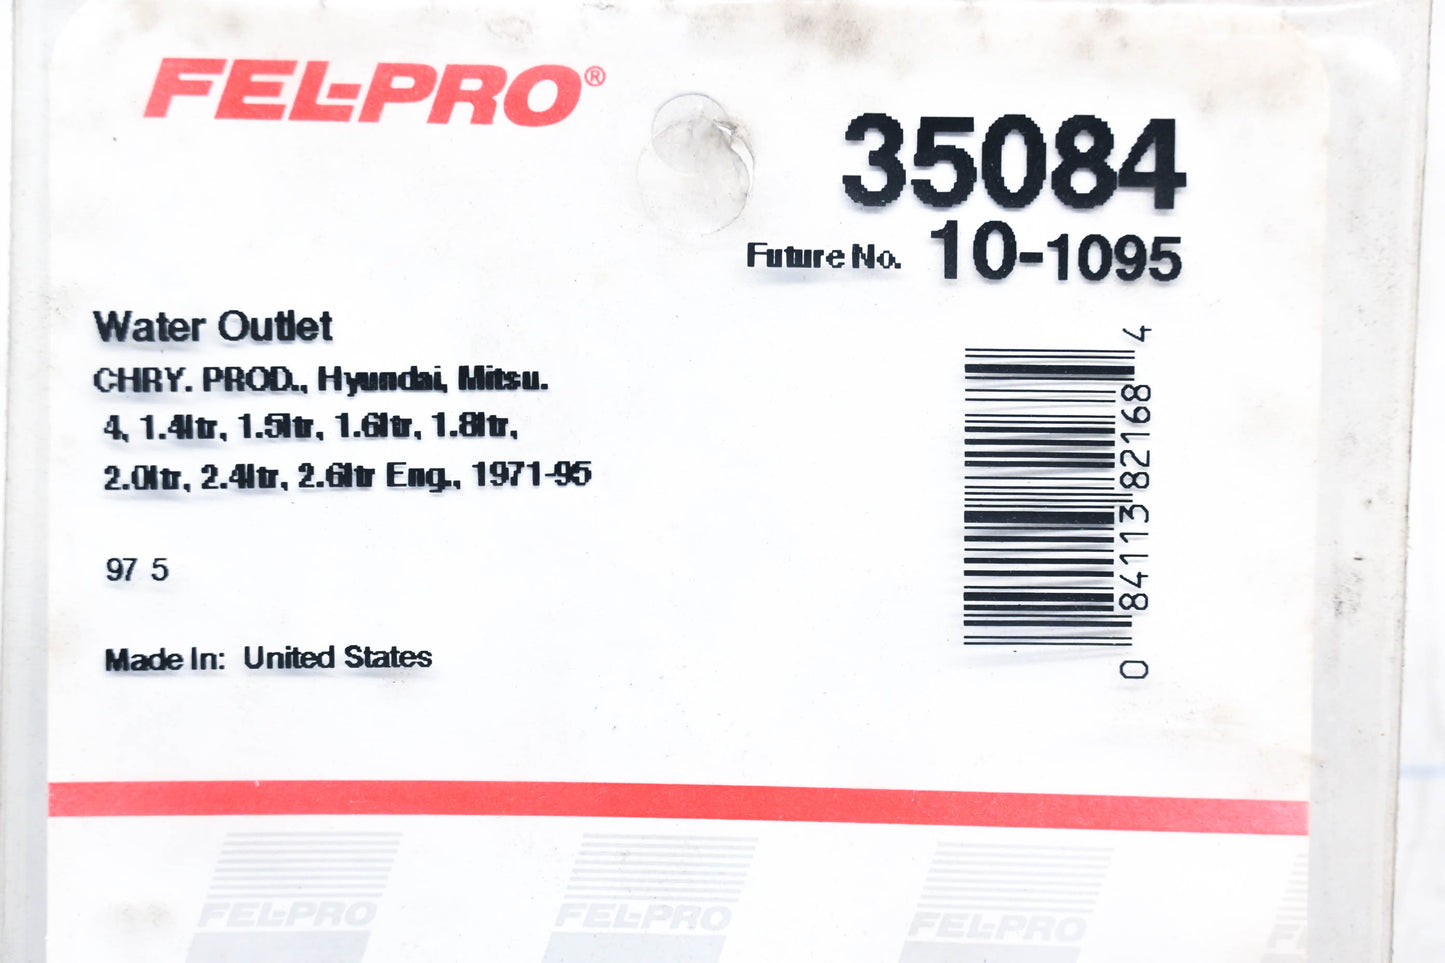 FEL-PRO®
35084
Future No. 10-1095
Water Outlet
CHRY. PROD., Hyundai, Mitsu.
4, 1.4ltr, 1.5ltr, 1.6ltr, 1.8ltr,
2.0ltr, 2.4ltr, 2.6ltr Eng., 1971-95
97 5
Made In: United States
0 84113 82168 4
FEL-PRO FEL-PRO FEL-PRO FE